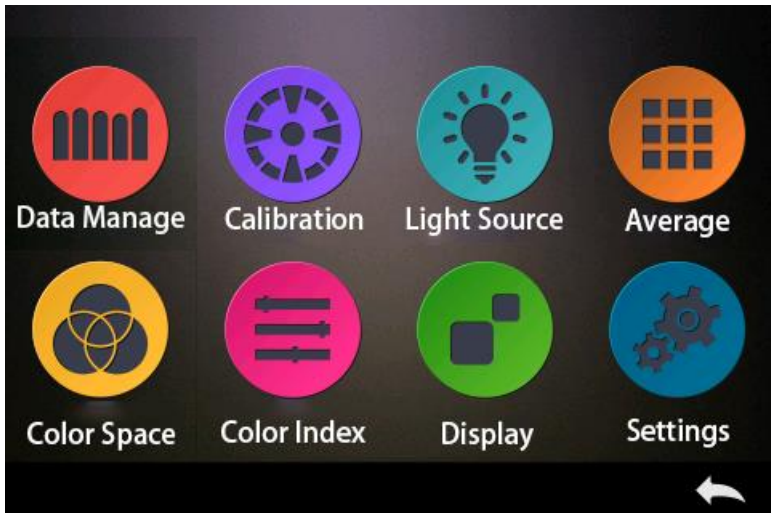 Data Manage
Calibration
Light Source
Average
Color Space
Color Index
Display
Settings